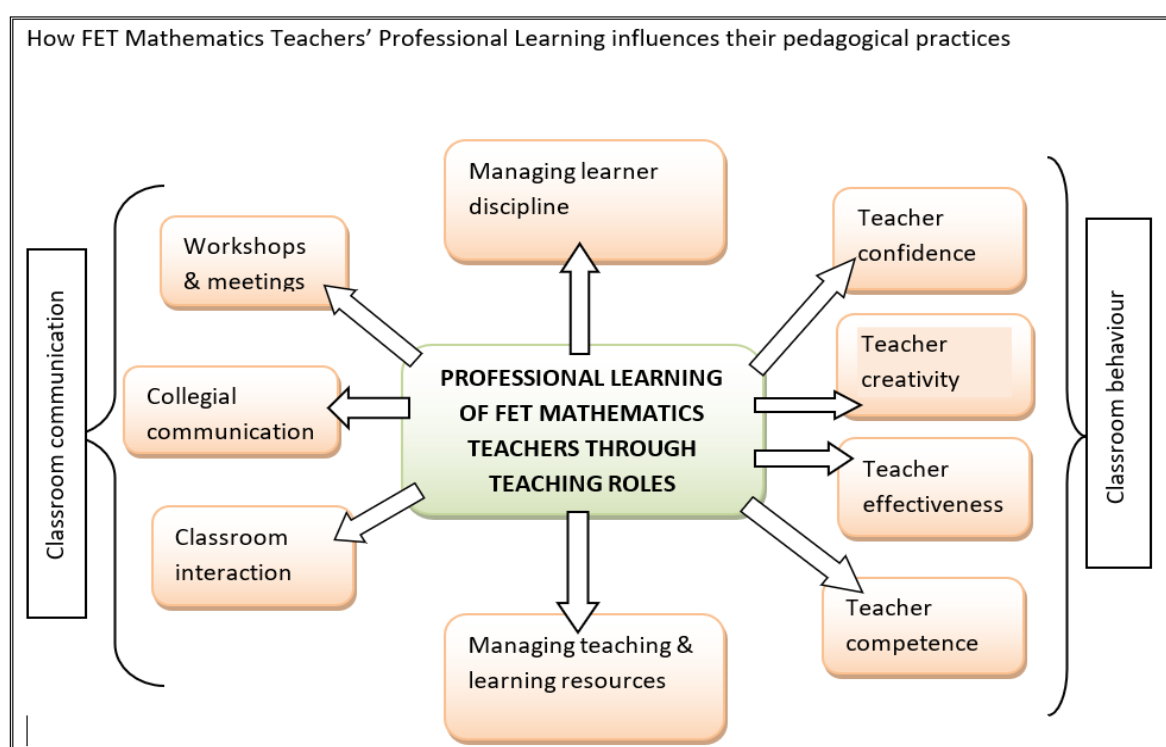 How FET Mathematics Teachers’ Professional Learning influences their pedagogical practices
Managing learner
discipline
Workshops
& meetings
Teacher
confidence
Classroom communication
Collegial
communication
PROFESSIONAL LEARNING
OF FET MATHEMATICS
TEACHERS THROUGH
TEACHING ROLES
Teacher
creativity
Teacher
effectiveness
Classroom behaviour
Classroom
interaction
Managing teaching &
learning resources
Teacher
competence